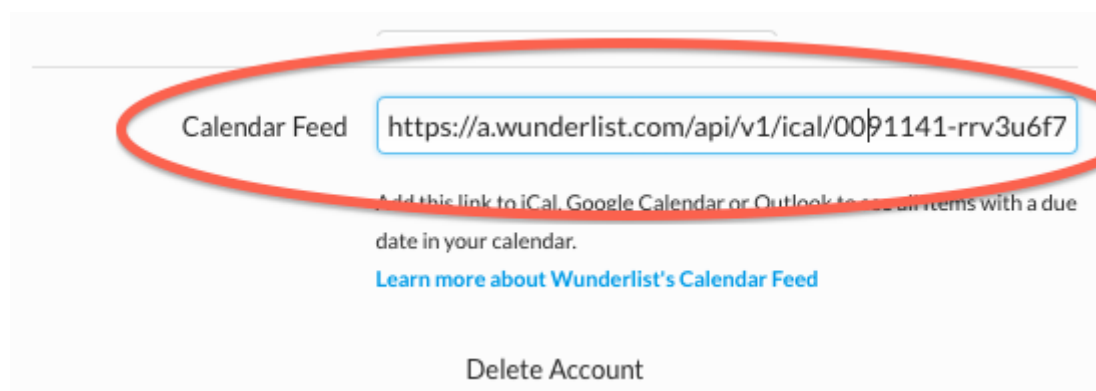 Calendar Feed https://a.wunderlist.com/api/v1/ical/0091141-rrv3u6f7
Add this link to iCal, Google Calendar or Outlook to see all items with a due
date in your calendar.
Learn more about Wunderlist's Calendar Feed
Delete Account